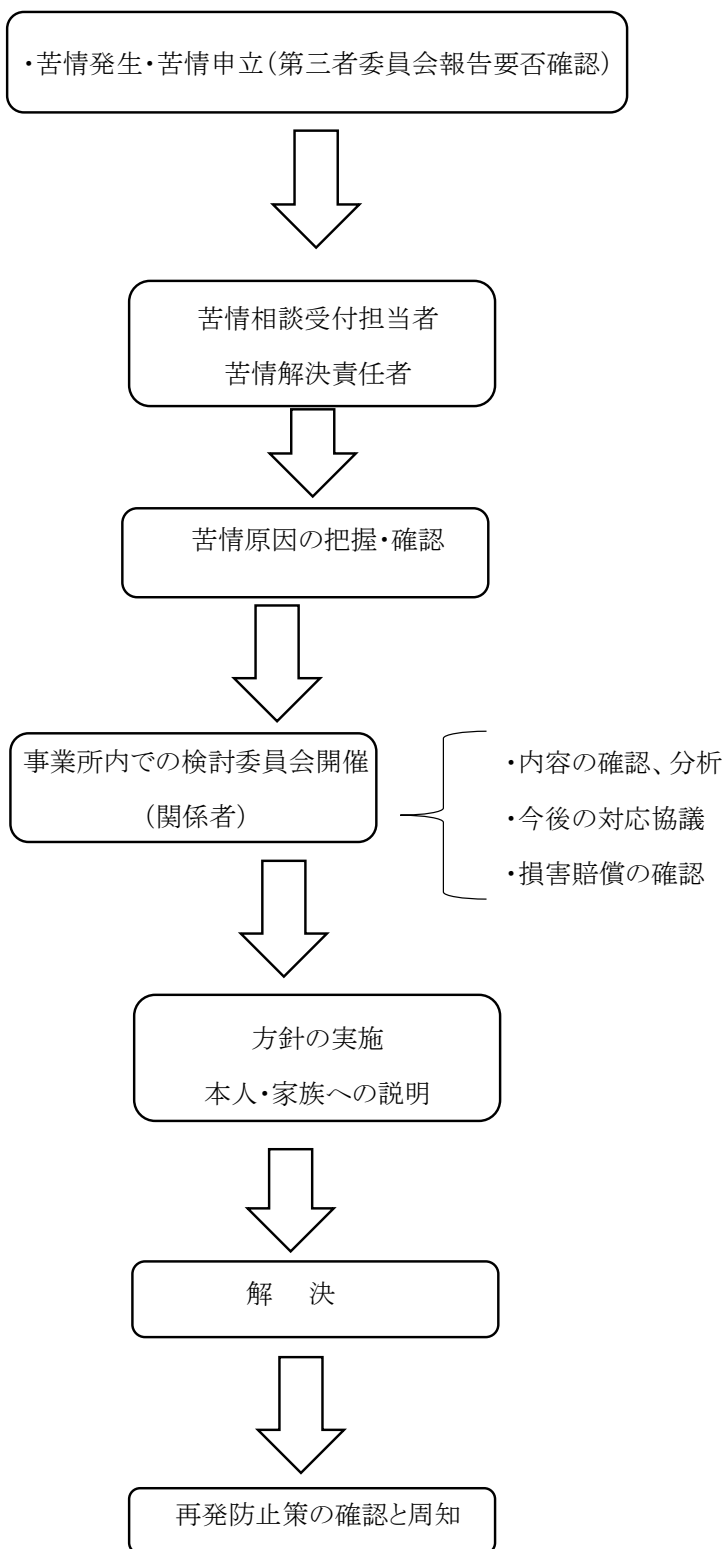 ・苦情発生・苦情申立(第三者委員会報告要否確認)
苦情相談受付担当者
苦情解決責任者
苦情原因の把握・確認
事業所内での検討委員会開催
(関係者)
・内容の確認、分析
・今後の対応協議
・損害賠償の確認
方針の実施
本人・家族への説明
解　決
再発防止策の確認と周知